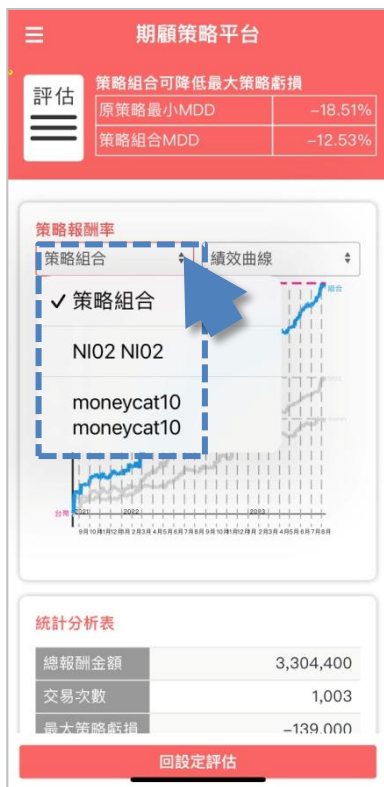 期顧策略平台
評估
策略組合可降低最大策略虧損
原策略最小MDD -18.51%
策略組合MDD -12.53%
策略報酬率
策略組合 績效曲線
✓ 策略組合
NI02 NI02
moneycat10
moneycat10
組合
台幣 2021 2022 2023
統計分析表
總報酬金額 3,304,400
交易次數 1,003
最大策略虧損 -139,000
回設定評估